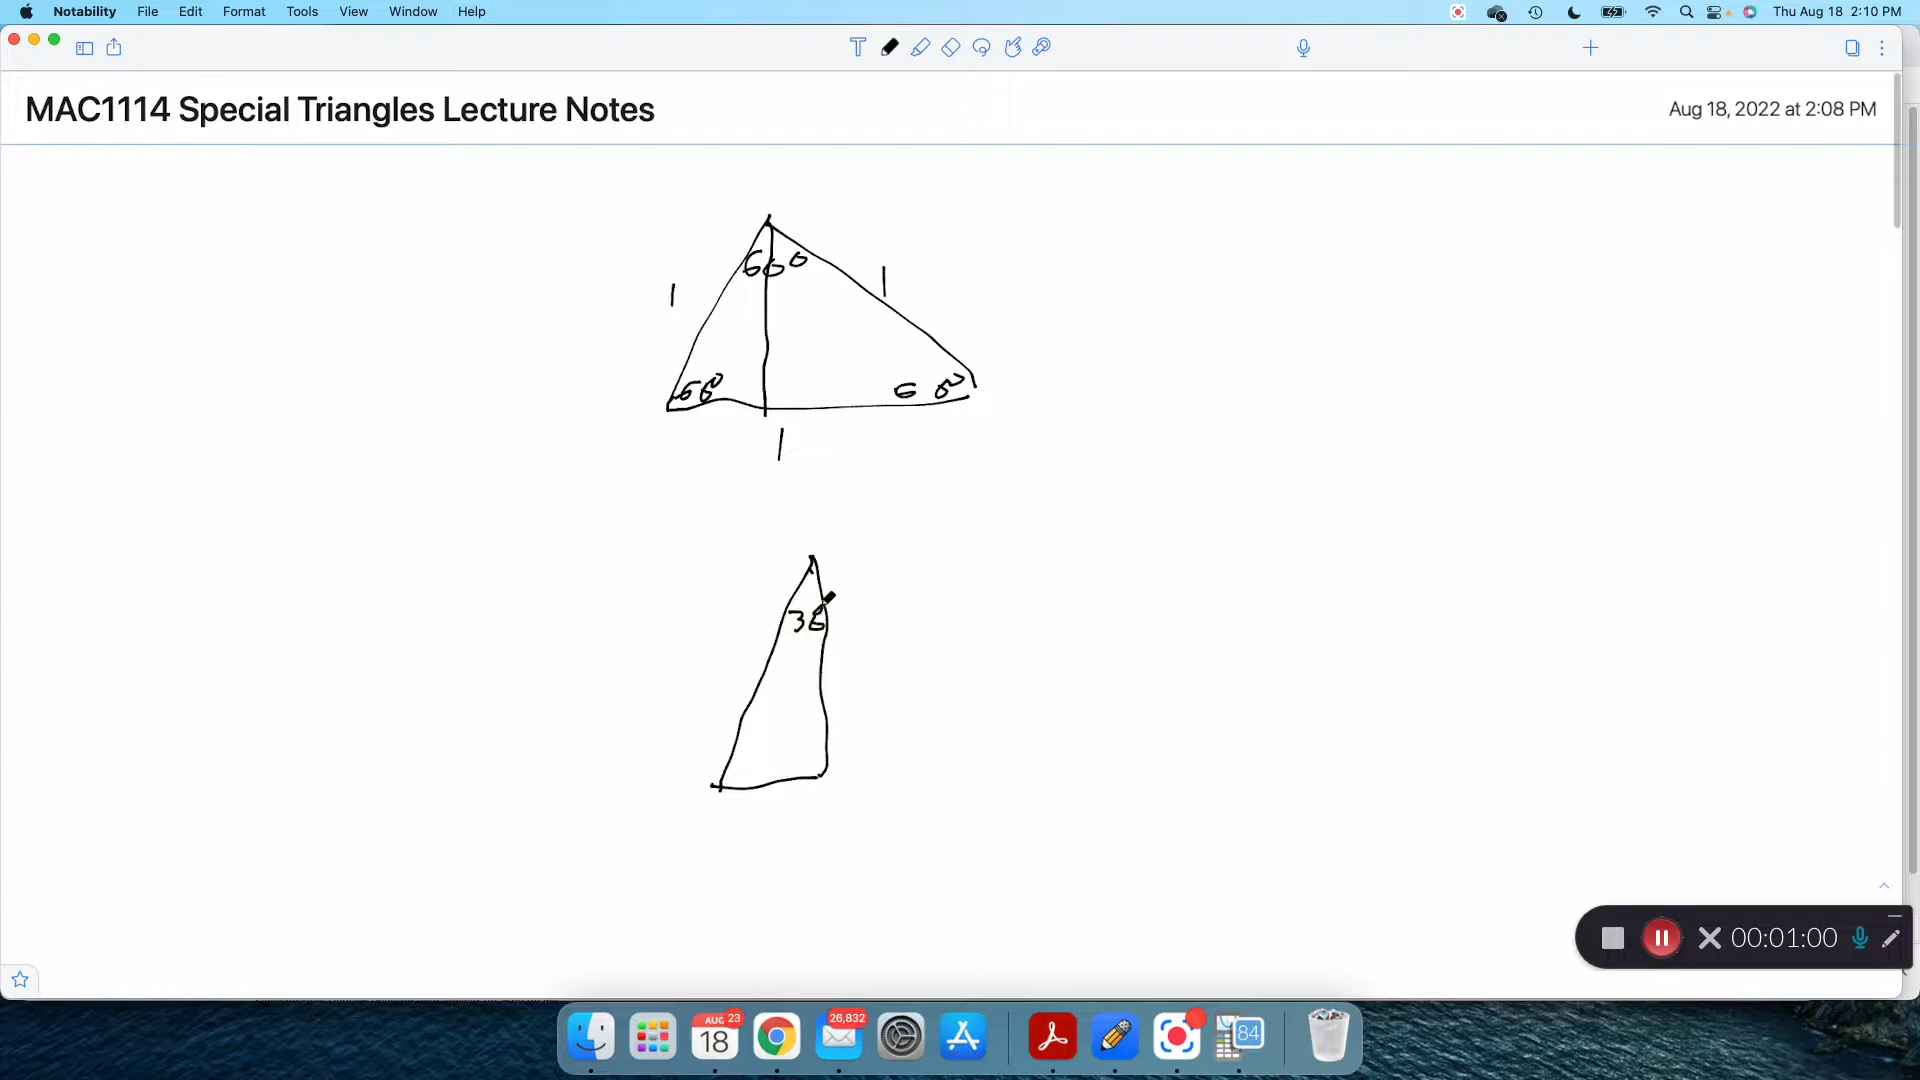 Notability File Edit Format Tools View Window Help Thu Aug 18 2:10 PM
T
MAC1114 Special Triangles Lecture Notes
Aug 18, 2022 at 2:08 PM
60°
1
1
60°
60°
1
30
00:01:00
AUG 23
18
26,832
84